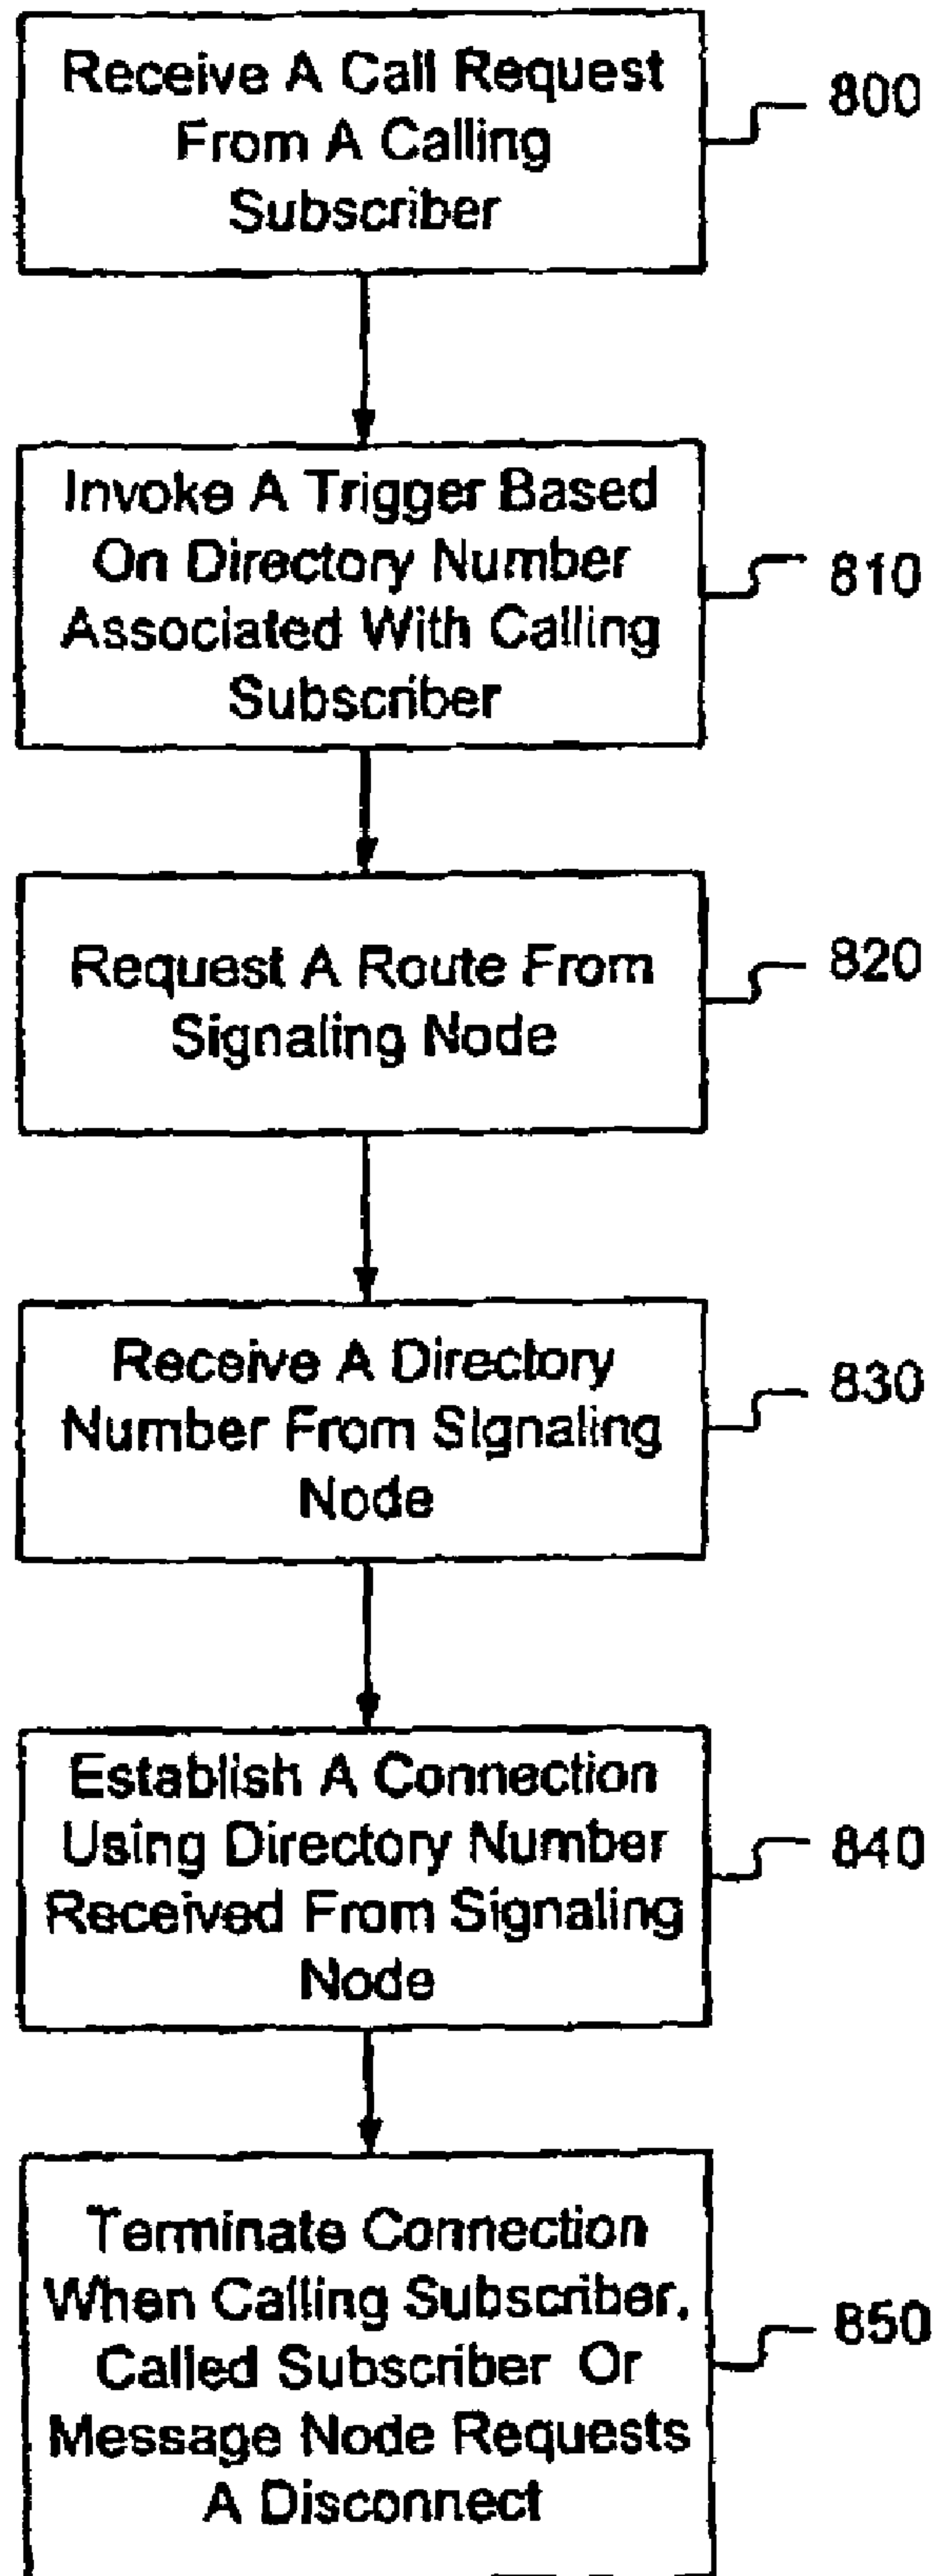 Receive A Call Request
From A Calling
Subscriber
800
Invoke A Trigger Based
On Directory Number
Associated With Calling
Subscriber
810
Request A Route From
Signaling Node
820
Receive A Directory
Number From Signaling
Node
830
Establish A Connection
Using Directory Number
Received From Signaling
Node
840
Terminate Connection
When Calling Subscriber,
Called Subscriber Or
Message Node Requests
A Disconnect
850